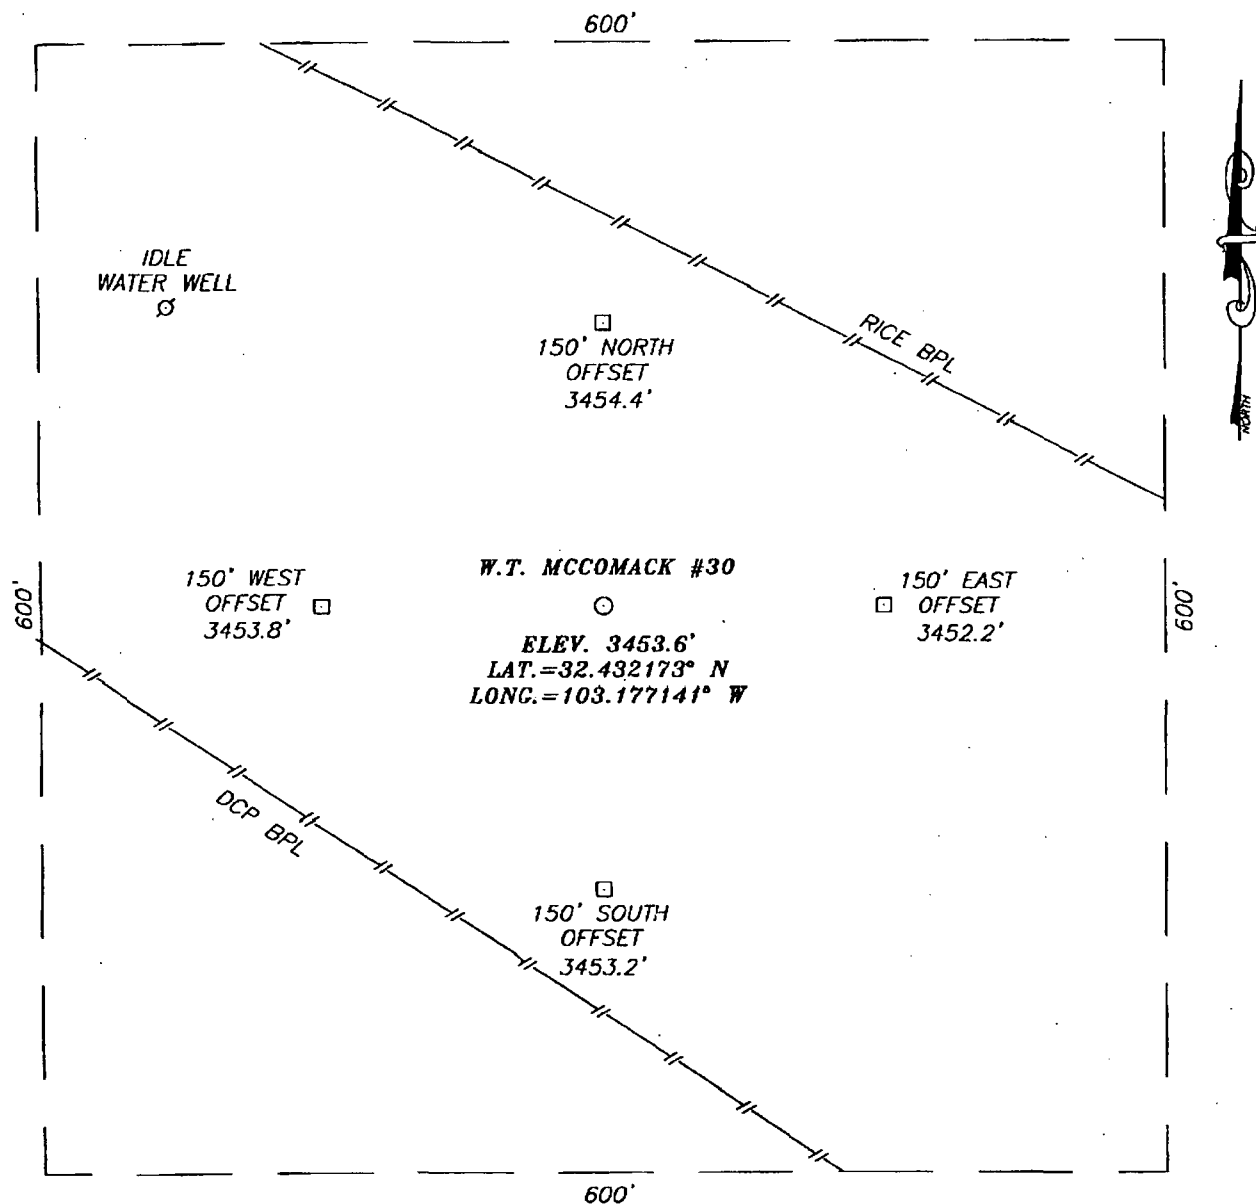 600'
IDLE
WATER WELL
150' NORTH
OFFSET
3454.4'
RICE BPL
NORTH
600'
150' WEST
OFFSET
3453.8'
W.T. MCCOMACK #30
ELEV. 3453.6'
LAT.=32.432173° N
LONG.=103.177141° W
150' EAST
OFFSET
3452.2'
600'
DCP BPL
150' SOUTH
OFFSET
3453.2'
600'